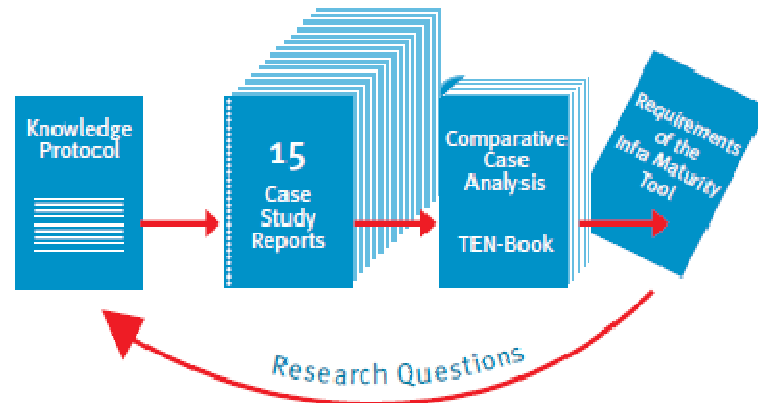 Knowledge
Protocol
15
Case
Study
Reports
Comparative
Case
Analysis
TEN-Book
Requirements
of the
Infra Maturity
Tool
Research Questions